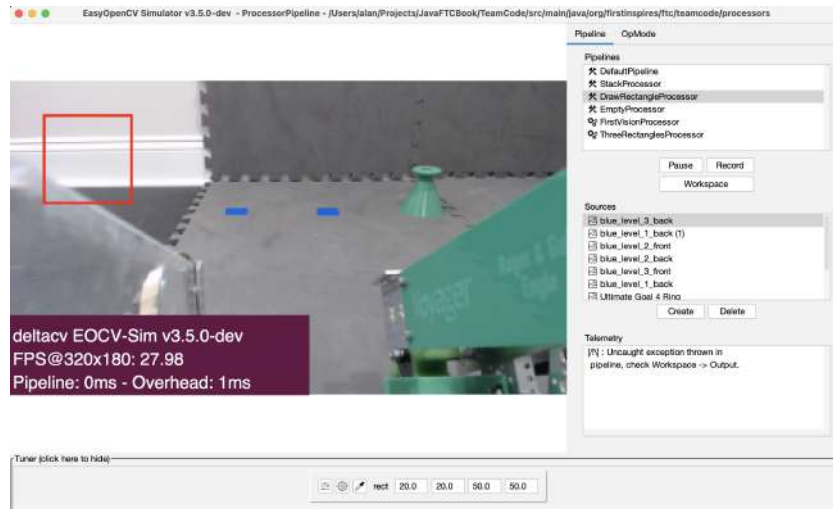 EasyOpenCV Simulator v3.5.0-dev - ProcessorPipeline - /Users/alan/Projects/JavaFTCBook/TeamCode/src/main/java/org/firstinspires/ftc/teamcode/processors
Pipeline OpMode
Pipelines
DefaultPipeline
StackProcessor
DrawRectangleProcessor
EmptyProcessor
FirstVisionProcessor
ThreeRectanglesProcessor
Pause Record
Workspace
Sources
blue_level_3_back
blue_level_1_back (1)
blue_level_2_front
blue_level_2_back
blue_level_3_front
blue_level_1_back
Ultimate Goal 4 Ring
Create Delete
Telemetry
[/!\] : Uncaught exception thrown in
pipeline, check Workspace -> Output.
Voyager
deltacv EOCV-Sim v3.5.0-dev
FPS@320x180: 27.98
Pipeline: 0ms - Overhead: 1ms
Tuner (click here to hide)
rect 20.0 20.0 50.0 50.0